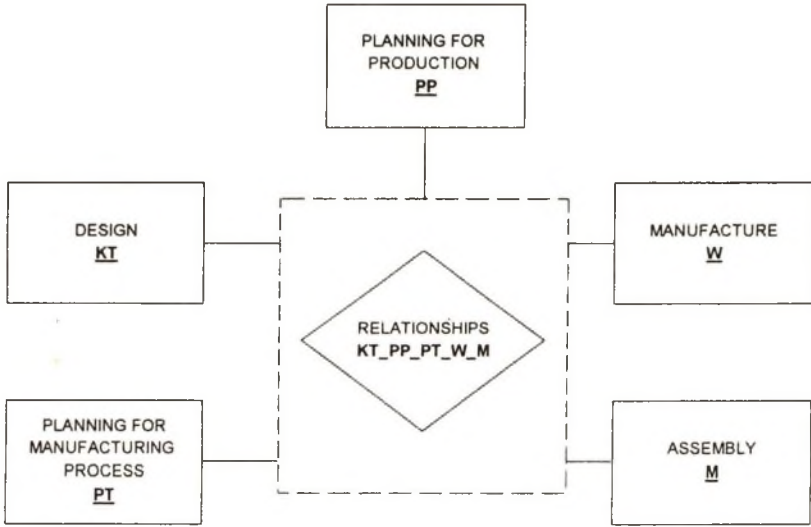 PLANNING FOR
PRODUCTION
PP
DESIGN
KT
MANUFACTURE
W
RELATIONSHIPS
KT_PP_PT_W_M
PLANNING FOR
MANUFACTURING
PROCESS
PT
ASSEMBLY
M